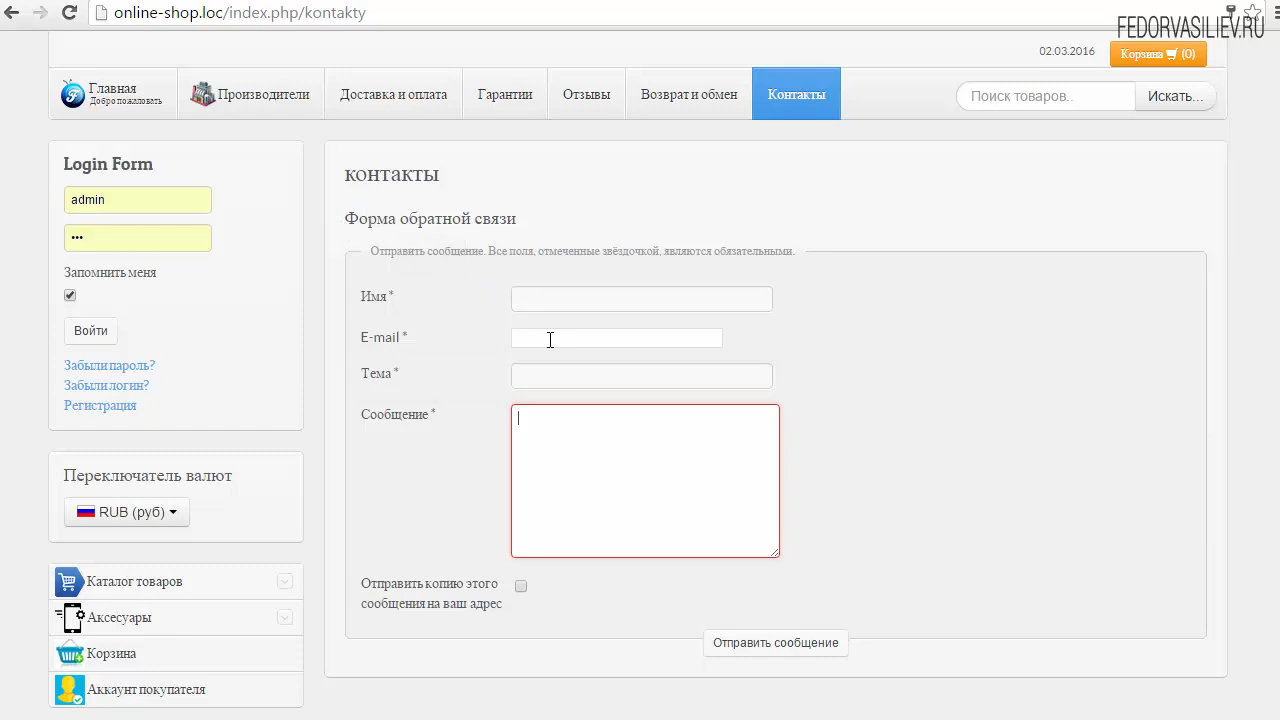 online-shop.loc/index.php/kontakty
FEDORVASILIEV.RU
02.03.2016
Корзина (0)
Главная
Добро пожаловать
Производители
Доставка и оплата
Гарантии
Отзывы
Возврат и обмен
Контакты
Поиск товаров..
Искать...
Login Form
admin
•••
Запомнить меня
Войти
Забыли пароль?
Забыли логин?
Регистрация
Переключатель валют
RUB (руб)
Каталог товаров
Аксесуары
Корзина
Аккаунт покупателя
контакты
Форма обратной связи
Отправить сообщение. Все поля, отмеченные звёздочкой, являются обязательными.
Имя *
E-mail *
Тема *
Сообщение *
Отправить копию этого
сообщения на ваш адрес
Отправить сообщение